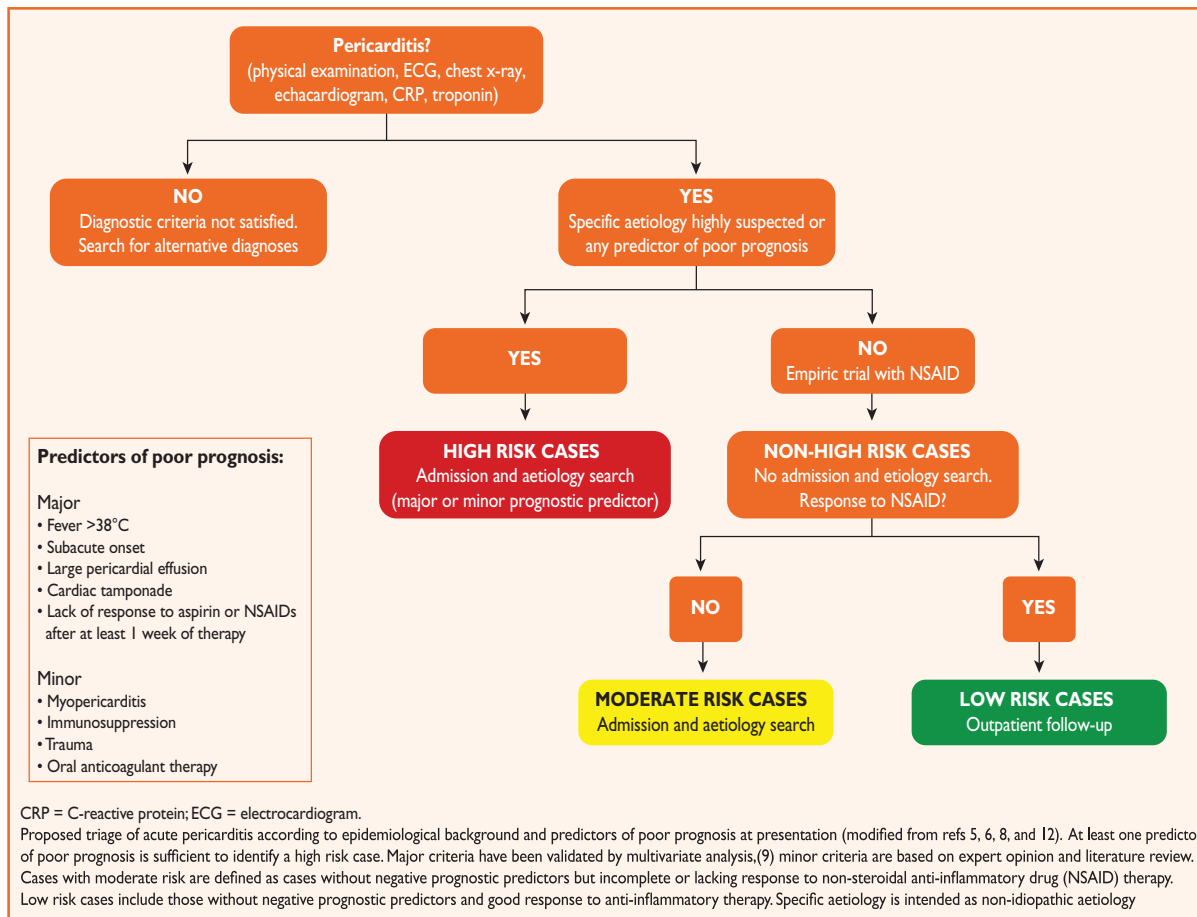 Pericarditis?
(physical examination, ECG, chest x-ray,
echacardiogram, CRP, troponin)
NO
Diagnostic criteria not satisfied.
Search for alternative diagnoses
YES
Specific aetiology highly suspected or
any predictor of poor prognosis
YES
NO
Empiric trial with NSAID
HIGH RISK CASES
Admission and aetiology search
(major or minor prognostic predictor)
NON-HIGH RISK CASES
No admission and etiology search.
Response to NSAID?
Predictors of poor prognosis:
Major
• Fever >38°C
• Subacute onset
• Large pericardial effusion
• Cardiac tamponade
• Lack of response to aspirin or NSAIDs
after at least 1 week of therapy
Minor
• Myopericarditis
• Immunosuppression
• Trauma
• Oral anticoagulant therapy
NO
YES
MODERATE RISK CASES
Admission and aetiology search
LOW RISK CASES
Outpatient follow-up
CRP = C-reactive protein; ECG = electrocardiogram.
Proposed triage of acute pericarditis according to epidemiological background and predictors of poor prognosis at presentation (modified from refs 5, 6, 8, and 12). At least one predicto
of poor prognosis is sufficient to identify a high risk case. Major criteria have been validated by multivariate analysis,(9) minor criteria are based on expert opinion and literature review.
Cases with moderate risk are defined as cases without negative prognostic predictors but incomplete or lacking response to non-steroidal anti-inflammatory drug (NSAID) therapy.
Low risk cases include those without negative prognostic predictors and good response to anti-inflammatory therapy. Specific aetiology is intended as non-idiopathic aetiology